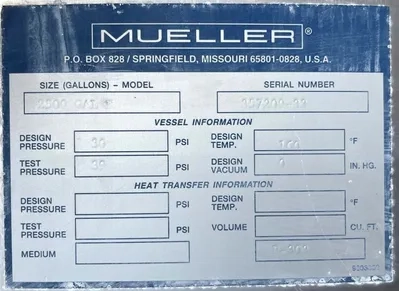 MUELLER®
P.O. BOX 828 / SPRINGFIELD, MISSOURI 65801-0828, U.S.A.
SIZE (GALLONS) - MODEL SERIAL NUMBER
VESSEL INFORMATION
DESIGN PRESSURE PSI DESIGN TEMP. °F
TEST PRESSURE PSI DESIGN VACUUM IN. HG.
HEAT TRANSFER INFORMATION
DESIGN PRESSURE PSI DESIGN TEMP. °F
TEST PRESSURE PSI VOLUME CU. FT.
MEDIUM